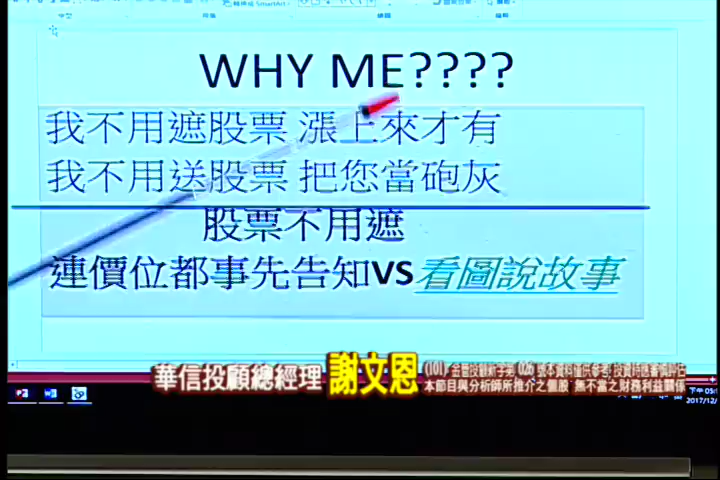 WHY ME????
我不用遮股票 漲上來才有
我不用送股票 把您當砲灰
股票不用遮
連價位都事先告知VS看圖說故事
華信投顧總經理 謝文恩
本節目與分析師所推介之個股 無不當之財務利益關係
2017/12/